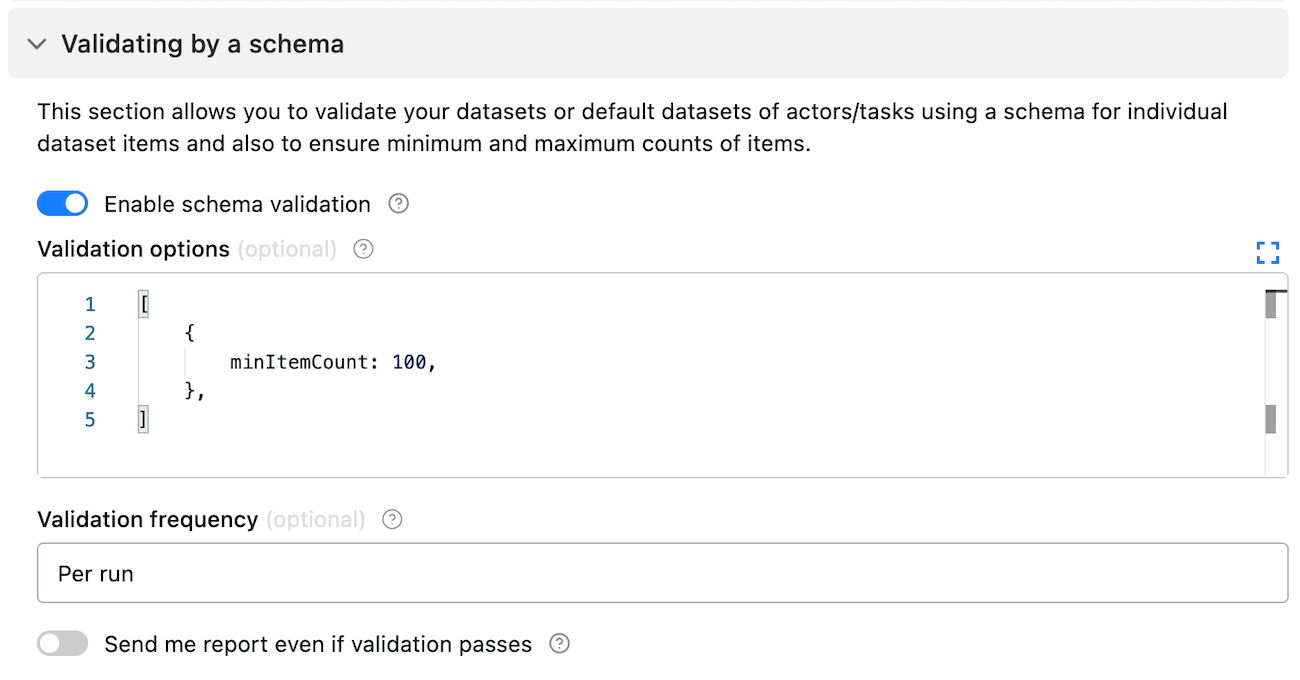 Validating by a schema
This section allows you to validate your datasets or default datasets of actors/tasks using a schema for individual
dataset items and also to ensure minimum and maximum counts of items.
Enable schema validation ?
Validation options (optional) ?
1 [
2 {
3 minItemCount: 100,
4 },
5 ]
Validation frequency (optional) ?
Per run
Send me report even if validation passes ?